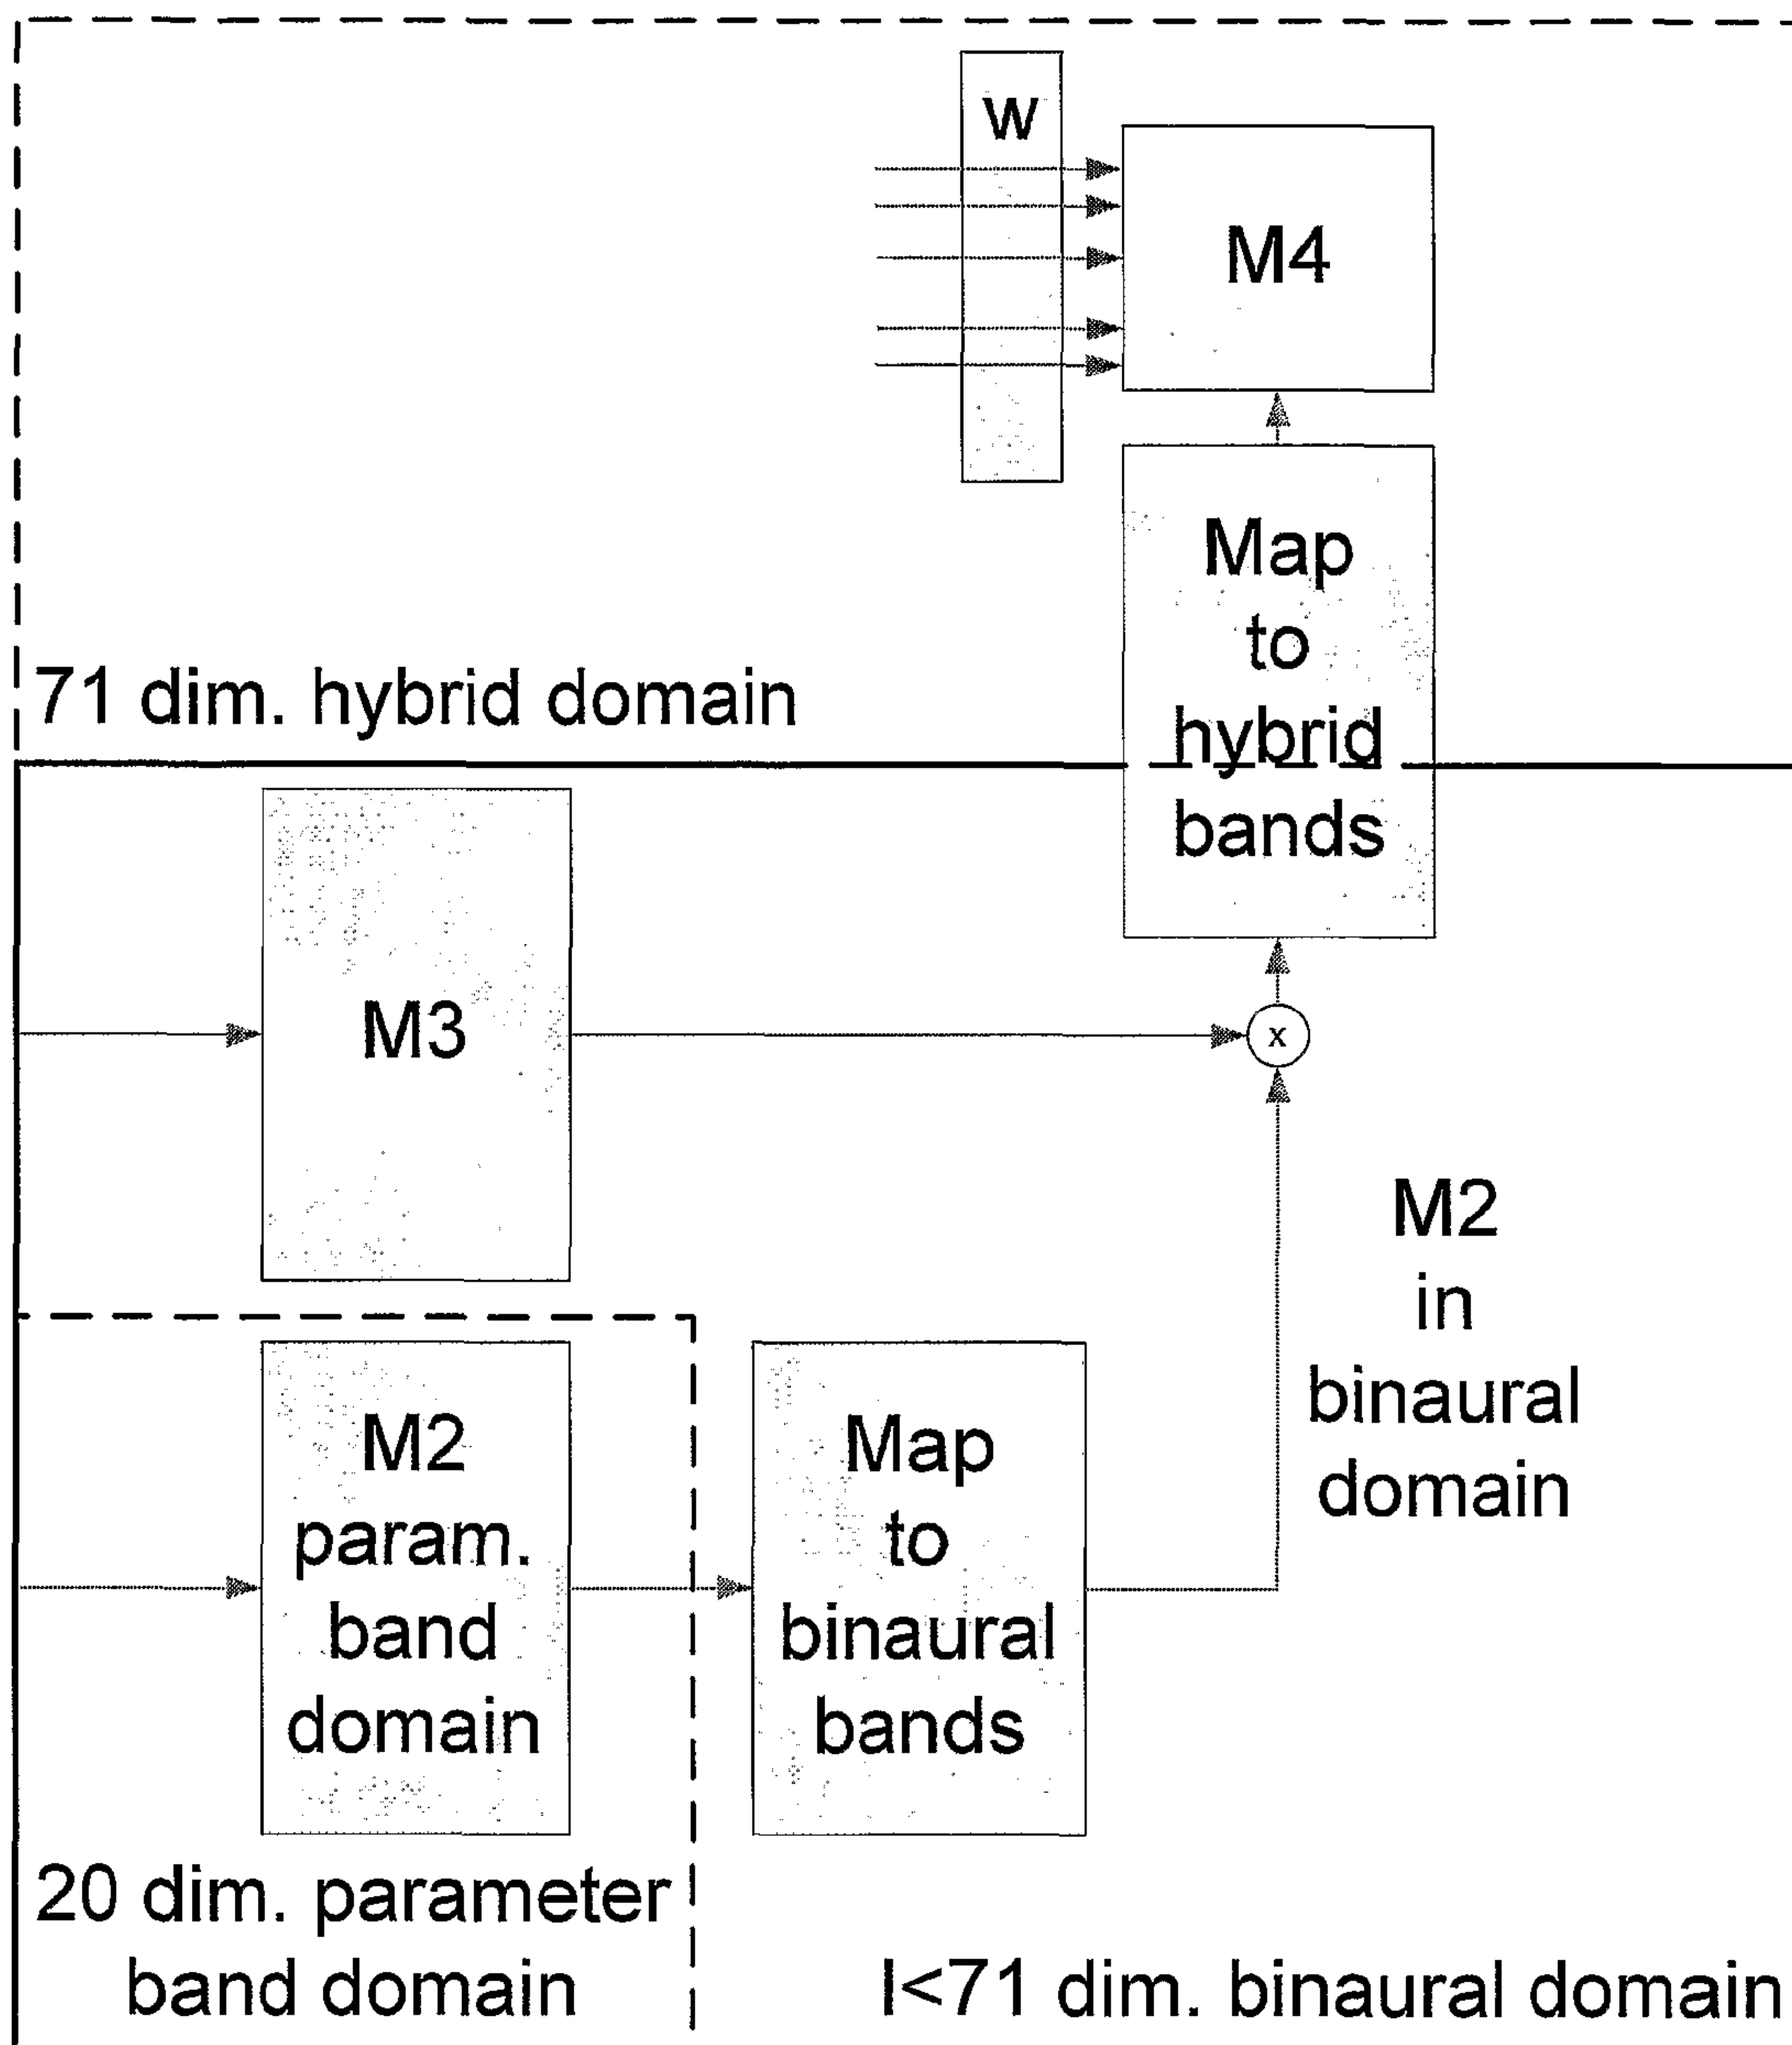 W
M4
Map
to
hybrid
bands
71 dim. hybrid domain
M3
x
M2
in
binaural
domain
M2
param.
band
domain
Map
to
binaural
bands
20 dim. parameter
band domain
I<71 dim. binaural domain